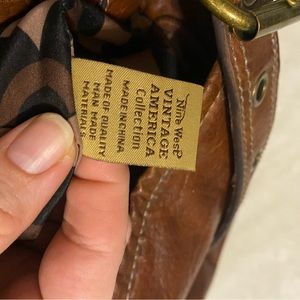 Nine West
VINTAGE
AMERICA
Collection
MADE IN CHINA
MADE OF QUALITY
MAN MADE
MATERIALS